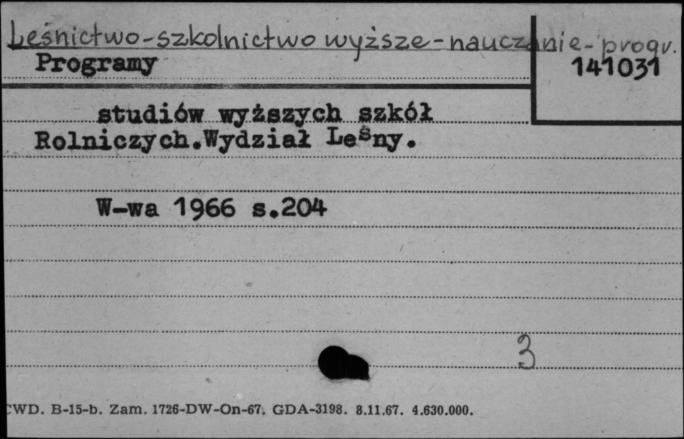 Leśnictwo-szkolnictwo wyższe-nauczanie-progr.
Programy
141031
studiów wyższych szkół
Rolniczych.Wydział Leśny.
W-wa 1966 s.204
3
CWD. B-15-b. Zam. 1726-DW-On-67. GDA-3198. 8.11.67. 4.630.000.